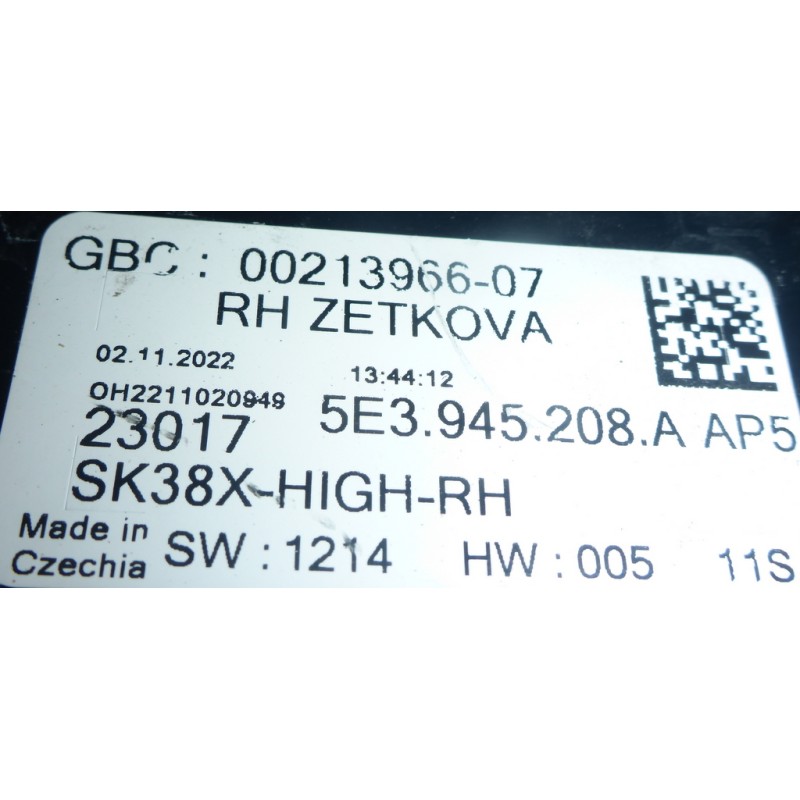 GBC : 00213966-07
RH ZETKOVA
02.11.2022 13:44:12
OH2211020949
23017 5E3.945.208.A AP5
SK38X-HIGH-RH
Made in
Czechia SW : 1214 HW : 005 11S